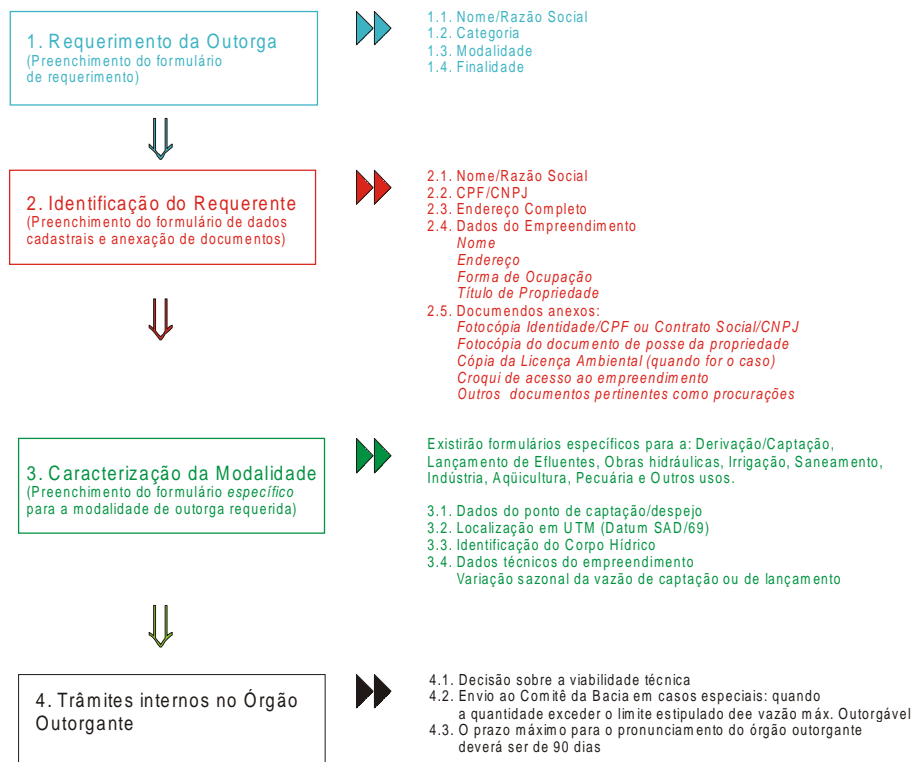 1. Requerimento da Outorga
(Preenchimento do formulário
de requerimento)
1.1. Nome/Razão Social
1.2. Categoria
1.3. Modalidade
1.4. Finalidade
2. Identificação do Requerente
(Preenchimento do formulário de dados
cadastrais e anexação de documentos)
2.1. Nome/Razão Social
2.2. CPF/CNPJ
2.3. Endereço Completo
2.4. Dados do Empreendimento
Nome
Endereço
Forma de Ocupação
Título de Propriedade
2.5. Documendos anexos:
Fotocópia Identidade/CPF ou Contrato Social/CNPJ
Fotocópia do documento de posse da propriedade
Cópia da Licença Ambiental (quando for o caso)
Croqui de acesso ao empreendimento
Outros documentos pertinentes como procurações
3. Caracterização da Modalidade
(Preenchimento do formulário específico
para a modalidade de outorga requerida)
Existirão formulários específicos para a: Derivação/Captação,
Lançamento de Efluentes, Obras hidráulicas, Irrigação, Saneamento,
Indústria, Aqüicultura, Pecuária e Outros usos.
3.1. Dados do ponto de captação/despejo
3.2. Localização em UTM (Datum SAD/69)
3.3. Identificação do Corpo Hídrico
3.4. Dados técnicos do empreendimento
Variação sazonal da vazão de captação ou de lançamento
4. Trâmites internos no Órgão
Outorgante
4.1. Decisão sobre a viabilidade técnica
4.2. Envio ao Comitê da Bacia em casos especiais: quando
a quantidade exceder o limite estipulado dee vazão máx. Outorgável
4.3. O prazo máximo para o pronunciamento do órgão outorgante
deverá ser de 90 dias